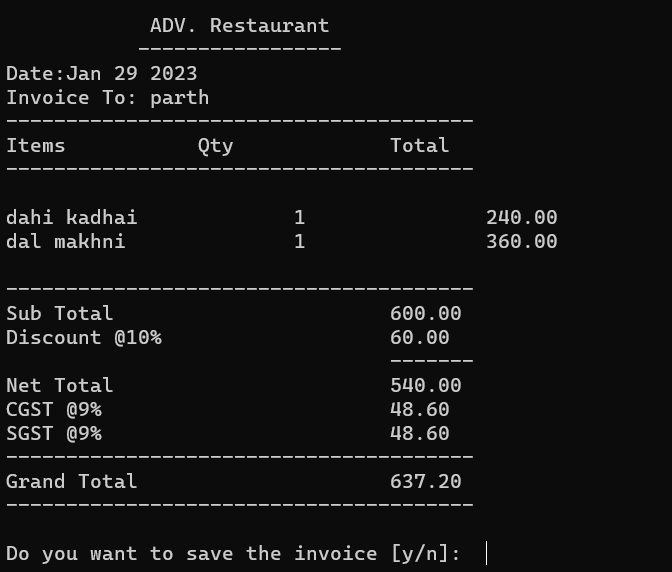 ADV. Restaurant
-----------------
Date:Jan 29 2023
Invoice To: parth
---------------------------------------
Items Qty Total
---------------------------------------
dahi kadhai 1 240.00
dal makhni 1 360.00
---------------------------------------
Sub Total 600.00
Discount @10% 60.00
-------
Net Total 540.00
CGST @9% 48.60
SGST @9% 48.60
---------------------------------------
Grand Total 637.20
---------------------------------------
Do you want to save the invoice [y/n]: